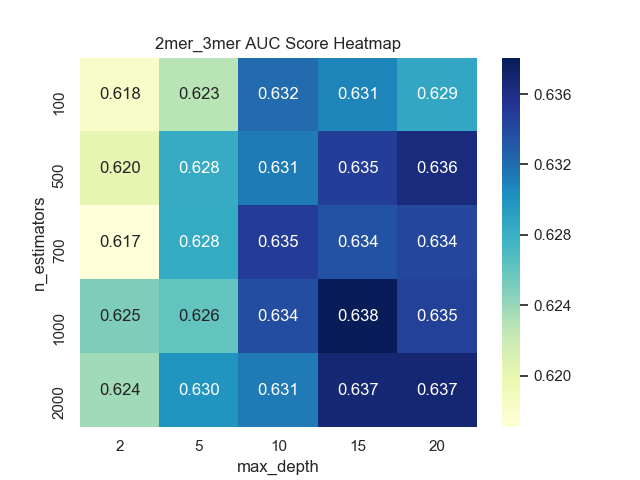 2mer_3mer AUC Score Heatmap
100 0.618 0.623 0.632 0.631 0.629
500 0.620 0.628 0.631 0.635 0.636
700 0.617 0.628 0.635 0.634 0.634
1000 0.625 0.626 0.634 0.638 0.635
2000 0.624 0.630 0.631 0.637 0.637
n_estimators
2 5 10 15 20
max_depth
0.636
0.632
0.628
0.624
0.620